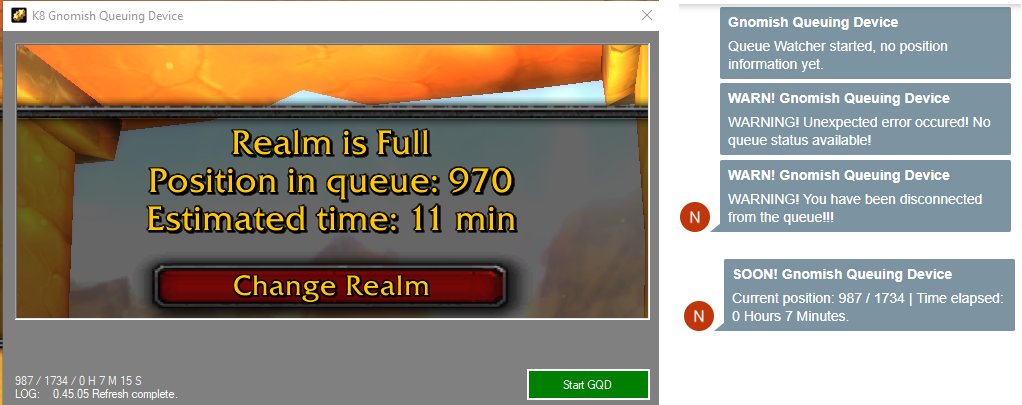 K8 Gnomish Queuing Device
Realm is Full
Position in queue: 970
Estimated time: 11 min
Change Realm
987 / 1734 / 0 H 7 M 15 S
LOG: 0.45.05 Refresh complete.
Start GQD
Gnomish Queuing Device
Queue Watcher started, no position
information yet.
WARN! Gnomish Queuing Device
WARNING! Unexpected error occured! No
queue status available!
WARN! Gnomish Queuing Device
WARNING! You have been disconnected
from the queue!!!
N
SOON! Gnomish Queuing Device
Current position: 987 / 1734 | Time elapsed:
0 Hours 7 Minutes.
N